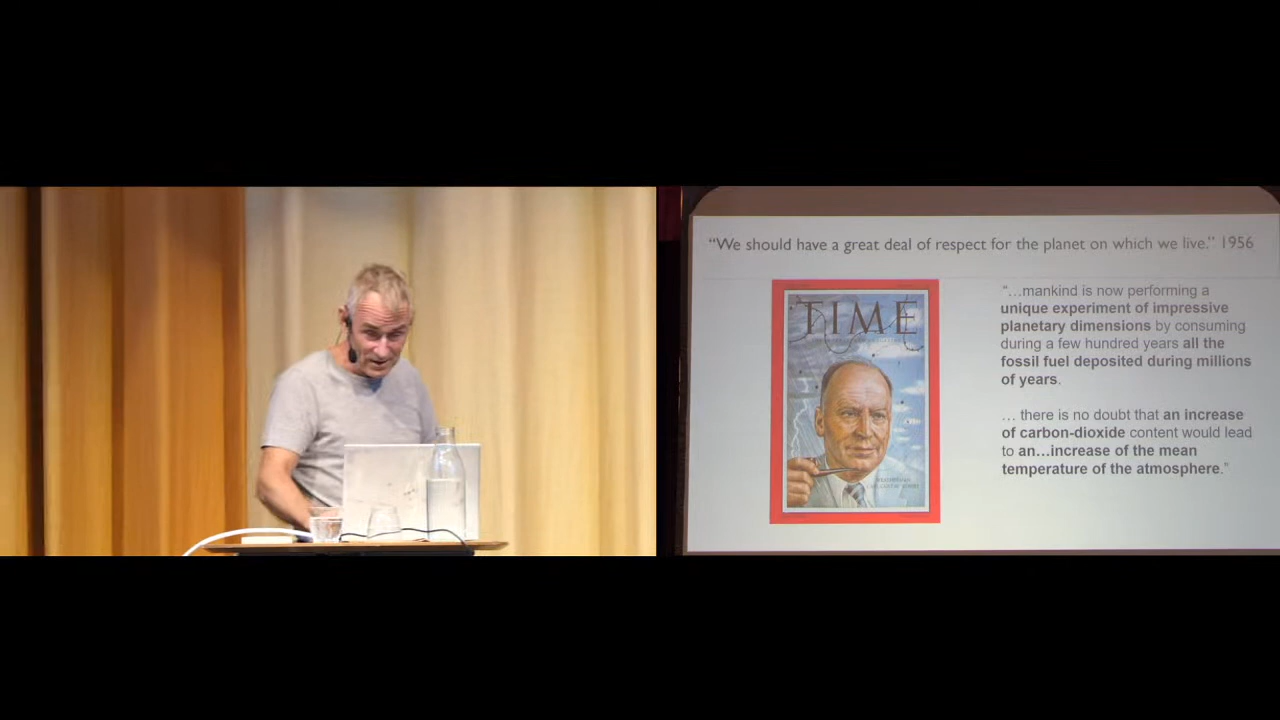 “We should have a great deal of respect for the planet on which we live.” 1956
TIME
“…mankind is now performing a
unique experiment of impressive
planetary dimensions by consuming
during a few hundred years all the
fossil fuel deposited during millions
of years.
… there is no doubt that an increase
of carbon-dioxide content would lead
to an…increase of the mean
temperature of the atmosphere.”